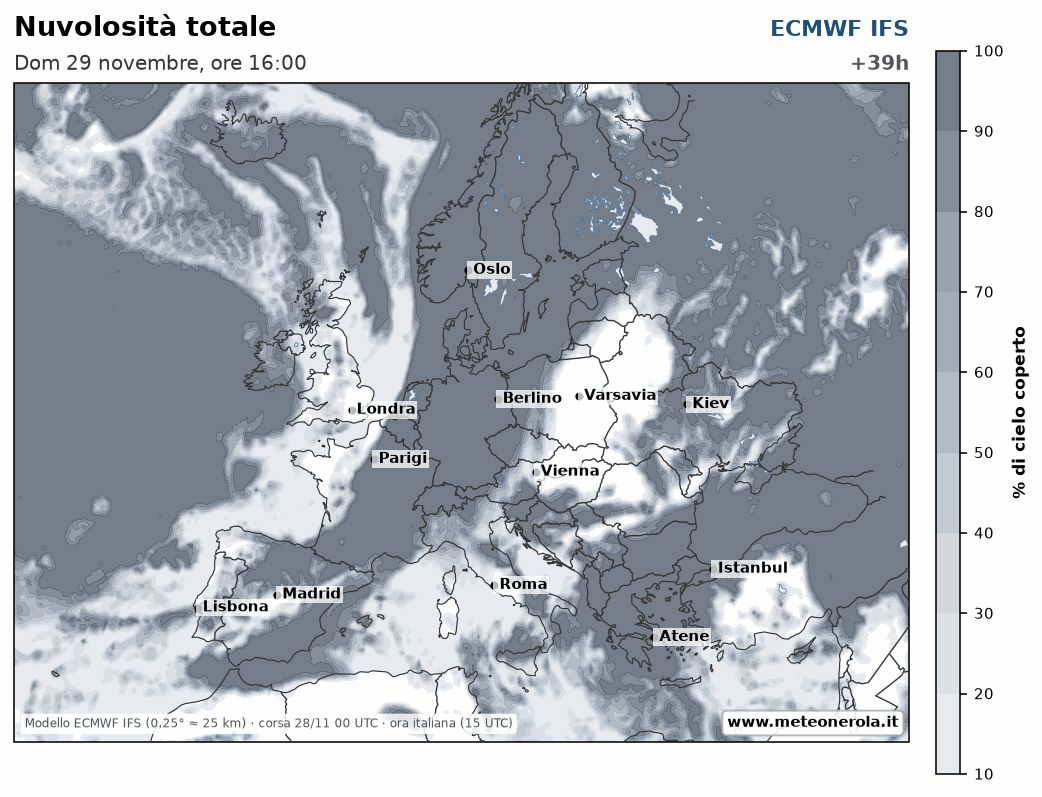 Nuvolosità totale
ECMWF IFS
Dom 29 novembre, ore 16:00
+39h
Oslo
Londra
Berlino
Varsavia
Kiev
Parigi
Vienna
Istanbul
Roma
Madrid
Lisbona
Atene
Modello ECMWF IFS (0,25° ≈ 25 km) · corsa 28/11 00 UTC · ora italiana (15 UTC)
www.meteonerola.it
100
90
80
70
60
50
40
30
20
10
% di cielo coperto